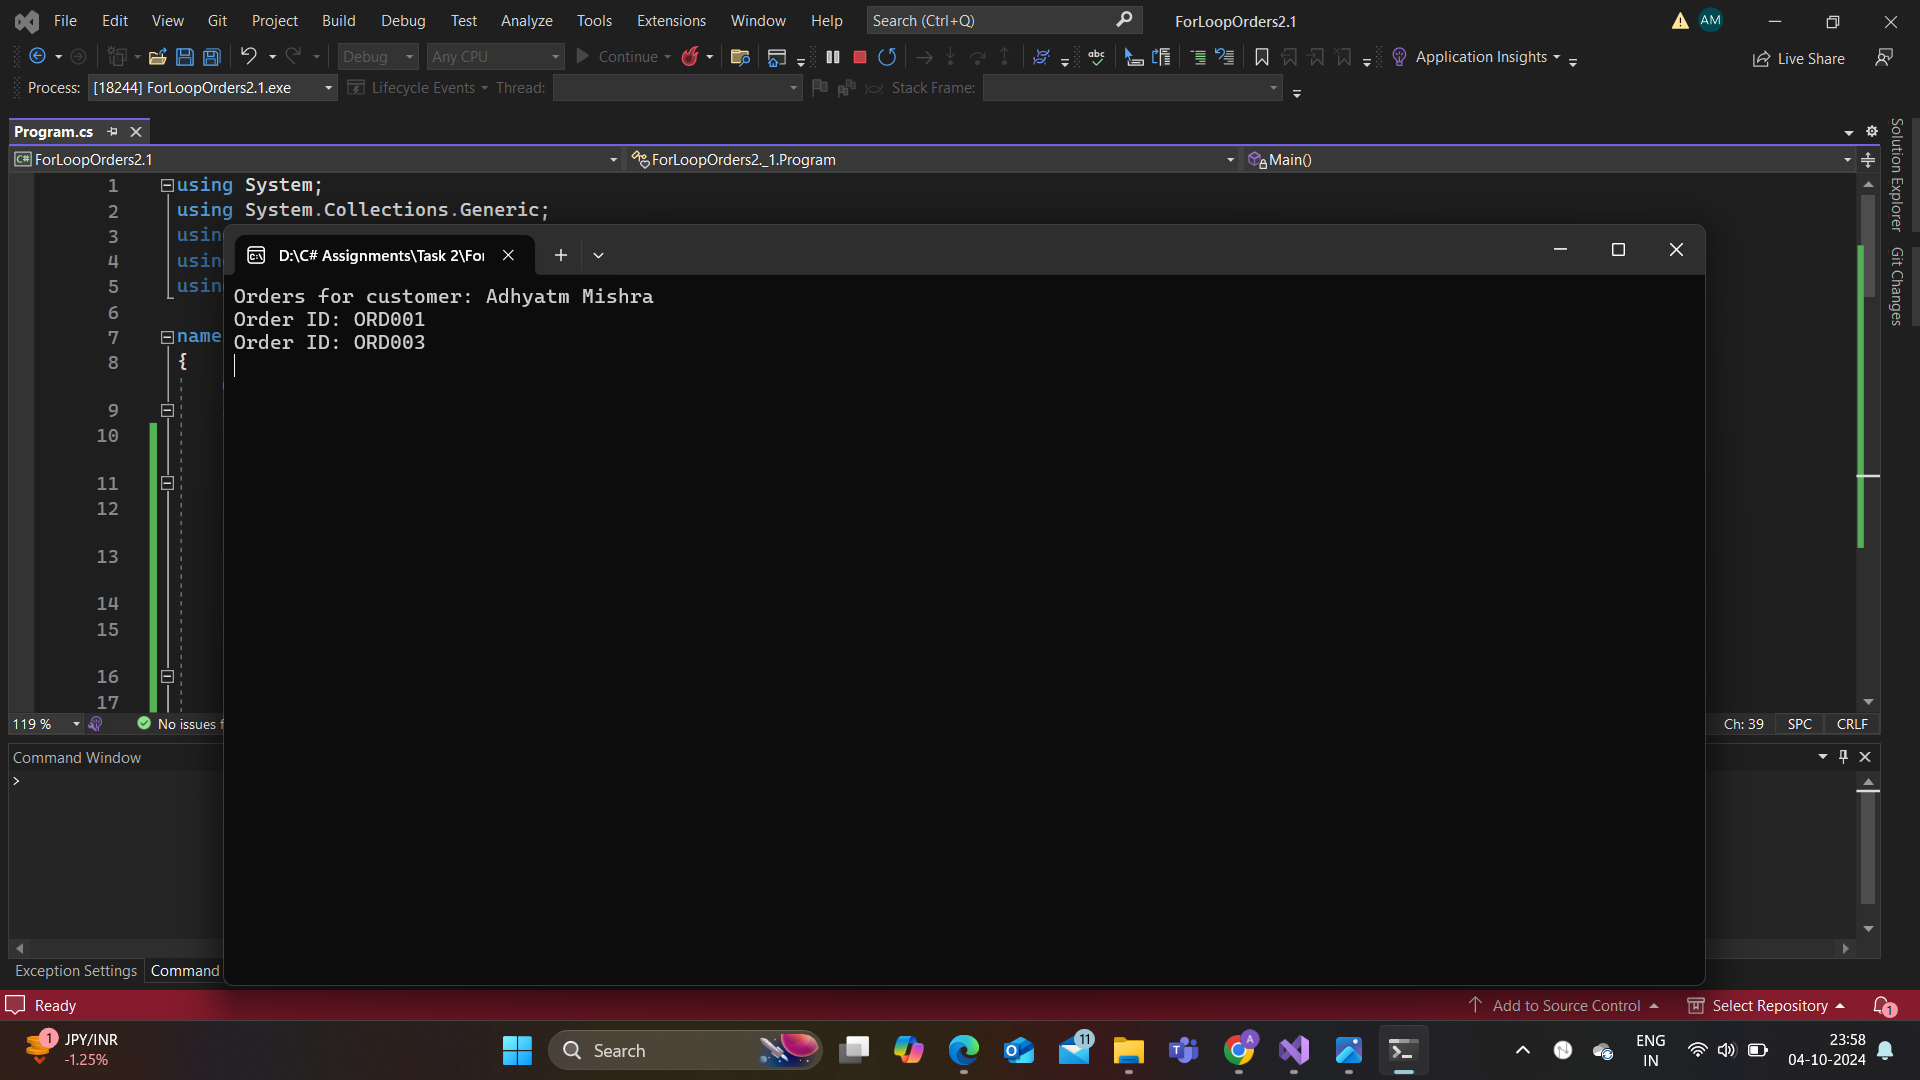 File Edit View Git Project Build Debug Test Analyze Tools Extensions Window Help Search (Ctrl+Q) ForLoopOrders2.1 AM
Debug Any CPU Continue Application Insights Live Share
Process: [18244] ForLoopOrders2.1.exe Lifecycle Events Thread: Stack Frame:
Program.cs
ForLoopOrders2.1 ForLoopOrders2._1.Program Main()
Solution Explorer
Git Changes
1 using System;
2 using System.Collections.Generic;
3 usin
4 usin
5 usin
6
7 name
8 {
9
10
11
12
13
14
15
16
17
D:\C# Assignments\Task 2\For
Orders for customer: Adhyatm Mishra
Order ID: ORD001
Order ID: ORD003
119 % No issues f Ch: 39 SPC CRLF
Command Window
>
Exception Settings Command
Ready Add to Source Control Select Repository 1
1 JPY/INR
-1.25%
Search
11
A
ENG
IN
23:58
04-10-2024